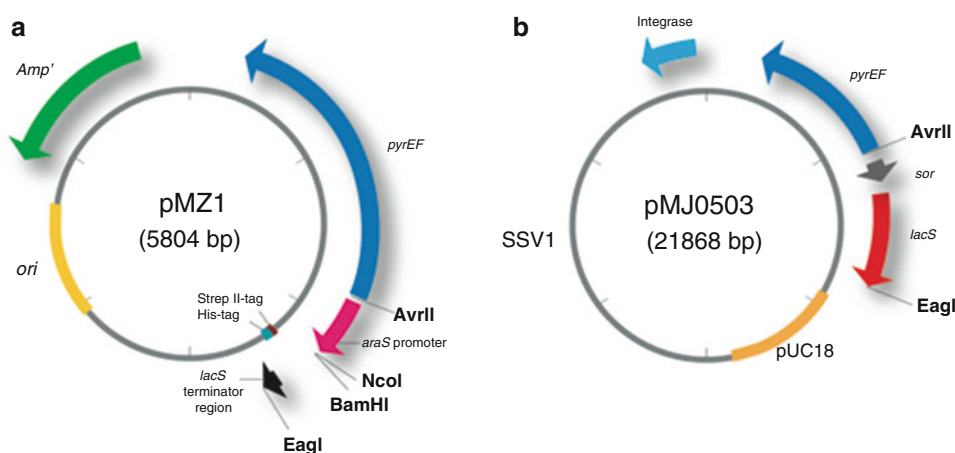 a
Amp'
pyrEF
pMZ1
(5804 bp)
ori
Strep II-tag
His-tag
AvrII
araS promoter
NcoI
BamHI
lacS
terminator
region
EagI
b
Integrase
pyrEF
AvrII
sor
pMJ0503
(21868 bp)
SSV1
lacS
EagI
pUC18